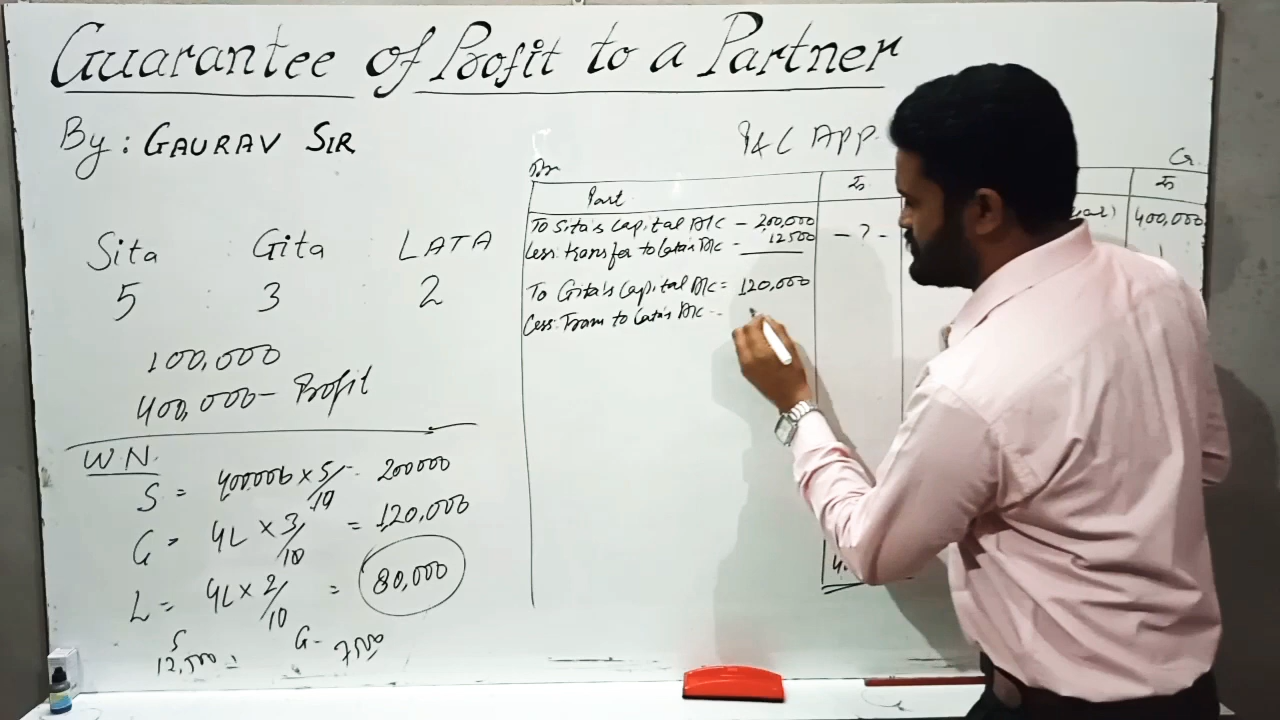 Guarantee of Profit to a Partner
By: GAURAV SIR
Sita : Gita : LATA
5 : 3 : 2
100,000
400,000 - Profit
W.N.
S = 400000 x 5/10 = 200000
G = 4L x 3/10 = 120,000
L = 4L x 2/10 = 80,000
S G - 7500
12,500 =
P&L APP.
Dr Cr.
Part ₹ ₹
To Sita's Capital A/c - 200,000 - ? - 400,000
Less: transfer to Lata's A/c - 12500
To Gita's Capital A/c = 120,000
Less: Tran to Lata's A/c -